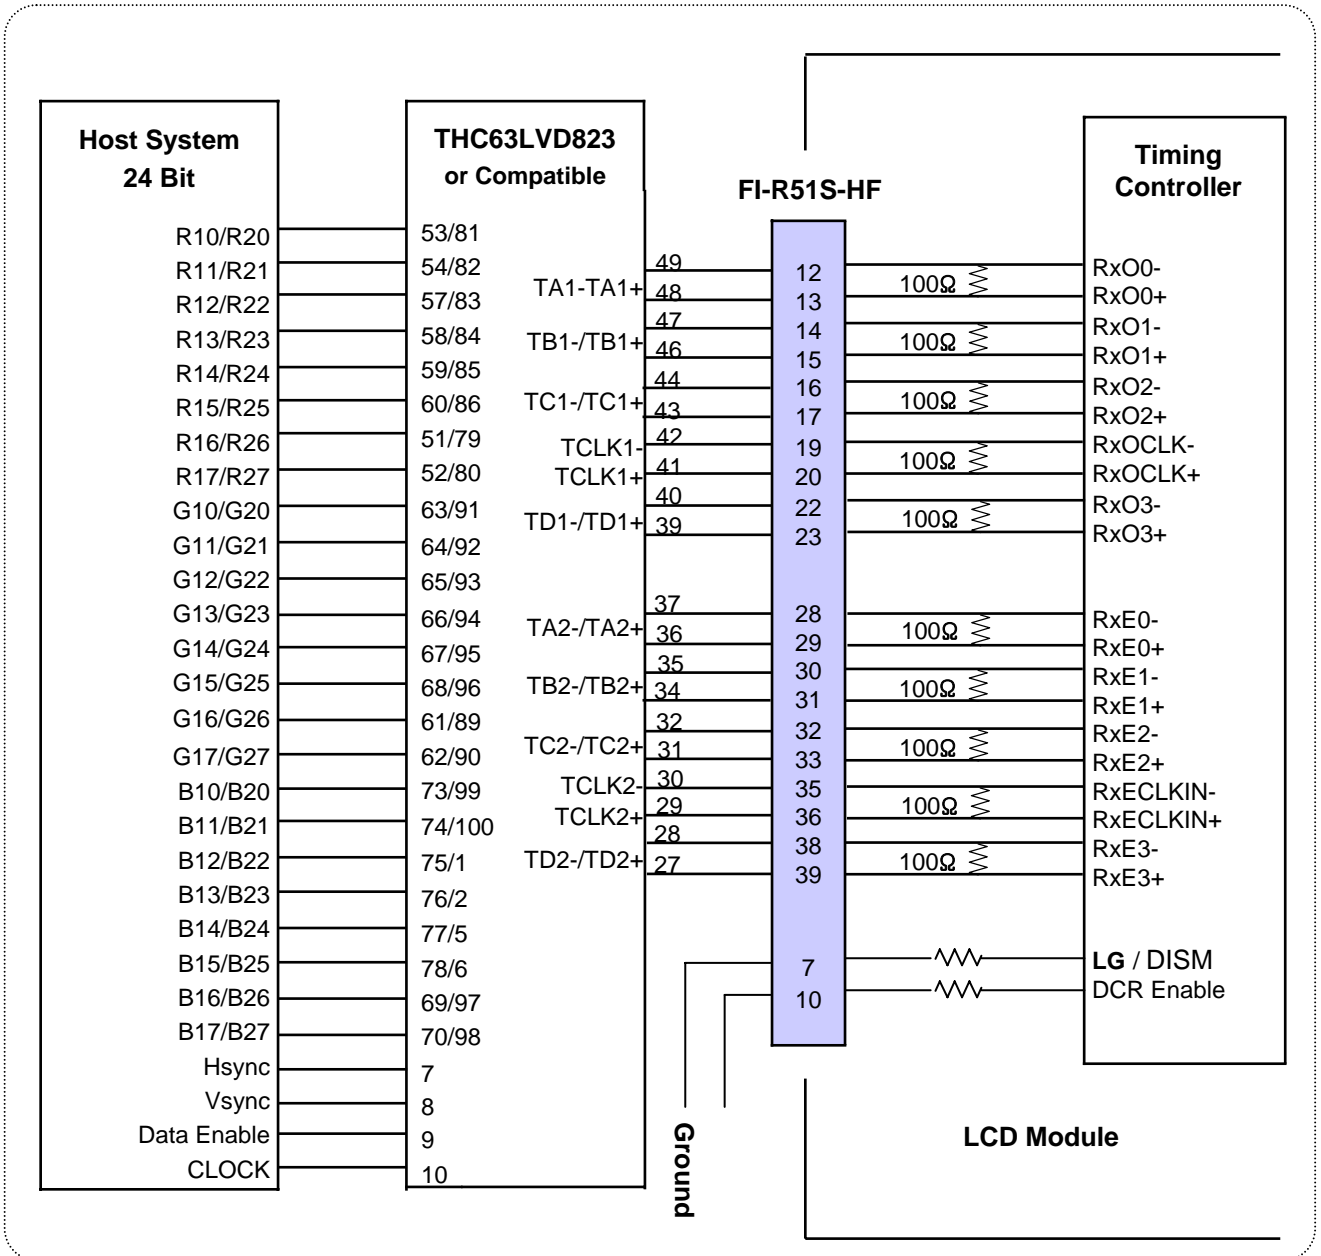 Host System
24 Bit
R10/R20
R11/R21
R12/R22
R13/R23
R14/R24
R15/R25
R16/R26
R17/R27
G10/G20
G11/G21
G12/G22
G13/G23
G14/G24
G15/G25
G16/G26
G17/G27
B10/B20
B11/B21
B12/B22
B13/B23
B14/B24
B15/B25
B16/B26
B17/B27
Hsync
Vsync
Data Enable
CLOCK
THC63LVD823
or Compatible
53/81
54/82
57/83
58/84
59/85
60/86
51/79
52/80
63/91
64/92
65/93
66/94
67/95
68/96
61/89
62/90
73/99
74/100
75/1
76/2
77/5
78/6
69/97
70/98
7
8
9
10
TA1-TA1+
TB1-/TB1+
TC1-/TC1+
TCLK1-
TCLK1+
TD1-/TD1+
TA2-/TA2+
TB2-/TB2+
TC2-/TC2+
TCLK2-
TCLK2+
TD2-/TD2+
49
48
47
46
44
43
42
41
40
39
37
36
35
34
32
31
30
29
28
27
FI-R51S-HF
12
13
14
15
16
17
19
20
22
23
28
29
30
31
32
33
35
36
38
39
7
10
Ground
100Ω
100Ω
100Ω
100Ω
100Ω
100Ω
100Ω
100Ω
100Ω
100Ω
Timing
Controller
RxO0-
RxO0+
RxO1-
RxO1+
RxO2-
RxO2+
RxOCLK-
RxOCLK+
RxO3-
RxO3+
RxE0-
RxE0+
RxE1-
RxE1+
RxE2-
RxE2+
RxECLKIN-
RxECLKIN+
RxE3-
RxE3+
LG / DISM
DCR Enable
LCD Module